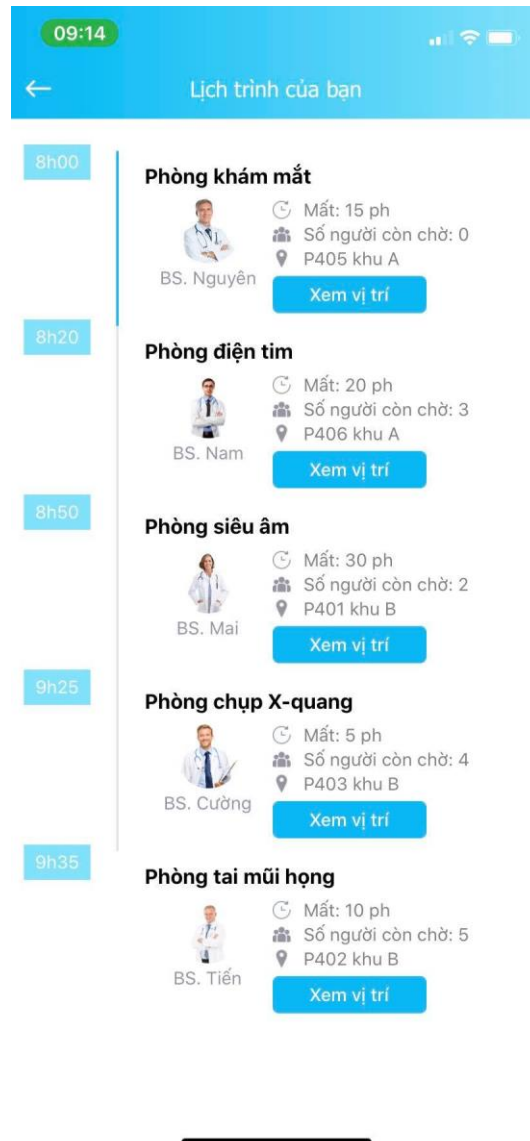 09:14
Lịch trình của bạn
8h00
Phòng khám mắt
Mất: 15 ph
Số người còn chờ: 0
P405 khu A
BS. Nguyên
Xem vị trí
8h20
Phòng điện tim
Mất: 20 ph
Số người còn chờ: 3
P406 khu A
BS. Nam
Xem vị trí
8h50
Phòng siêu âm
Mất: 30 ph
Số người còn chờ: 2
P401 khu B
BS. Mai
Xem vị trí
9h25
Phòng chụp X-quang
Mất: 5 ph
Số người còn chờ: 4
P403 khu B
BS. Cường
Xem vị trí
9h35
Phòng tai mũi họng
Mất: 10 ph
Số người còn chờ: 5
P402 khu B
BS. Tiến
Xem vị trí